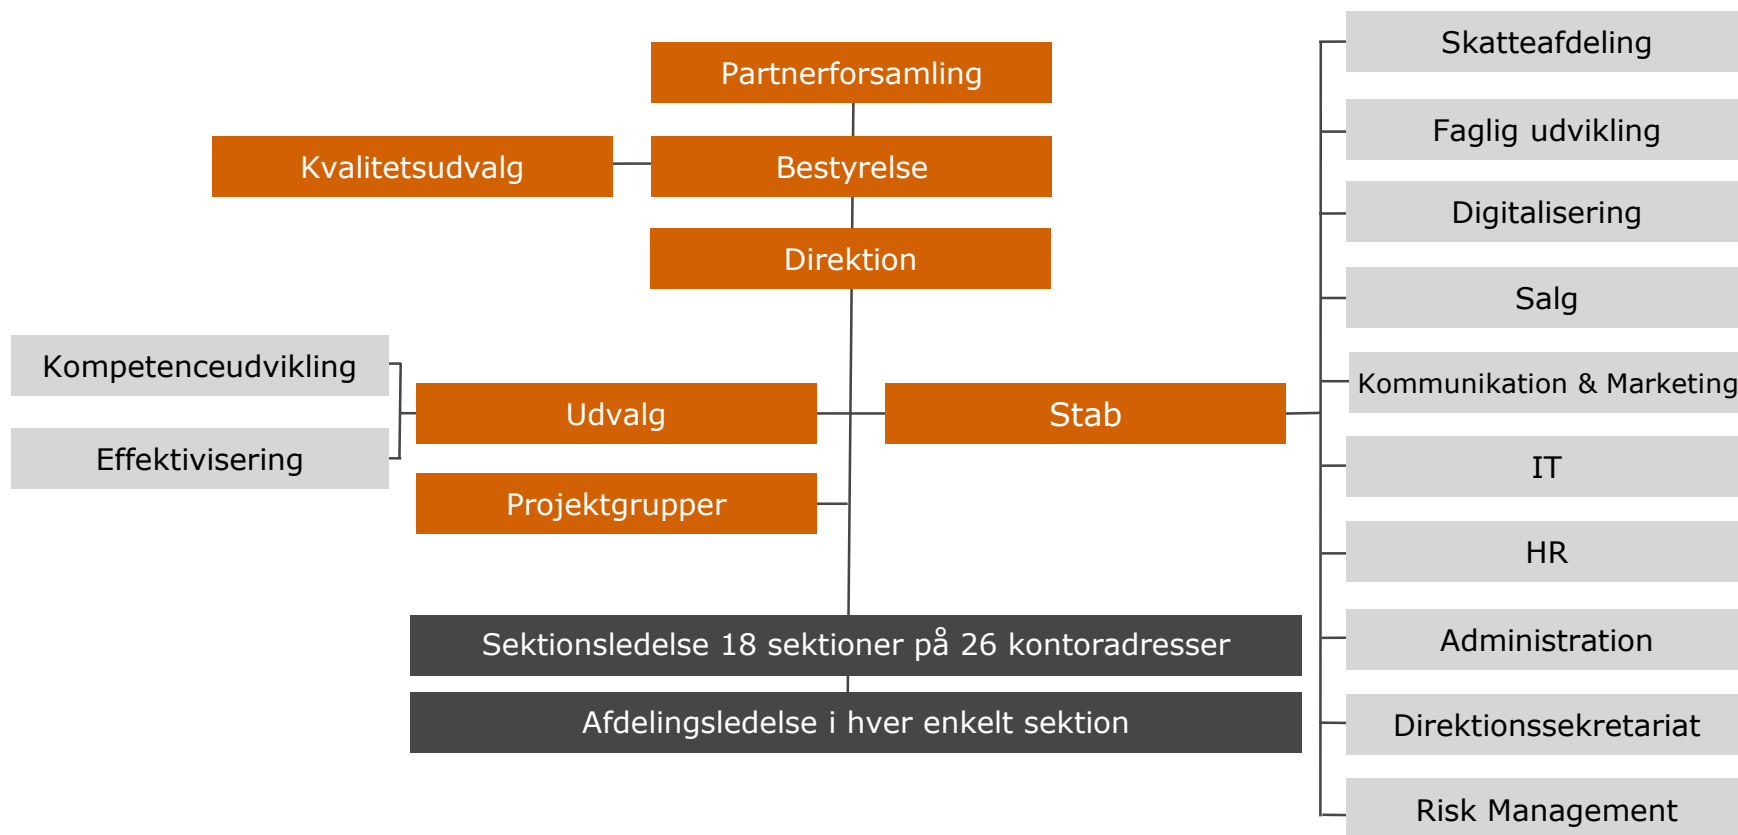 Partnerforsamling
Kvalitetsudvalg
Bestyrelse
Direktion
Kompetenceudvikling
Effektivisering
Udvalg
Stab
Projektgrupper
Sektionsledelse 18 sektioner på 26 kontoradresser
Afdelingsledelse i hver enkelt sektion
Skatteafdeling
Faglig udvikling
Digitalisering
Salg
Kommunikation & Marketing
IT
HR
Administration
Direktionssekretariat
Risk Management